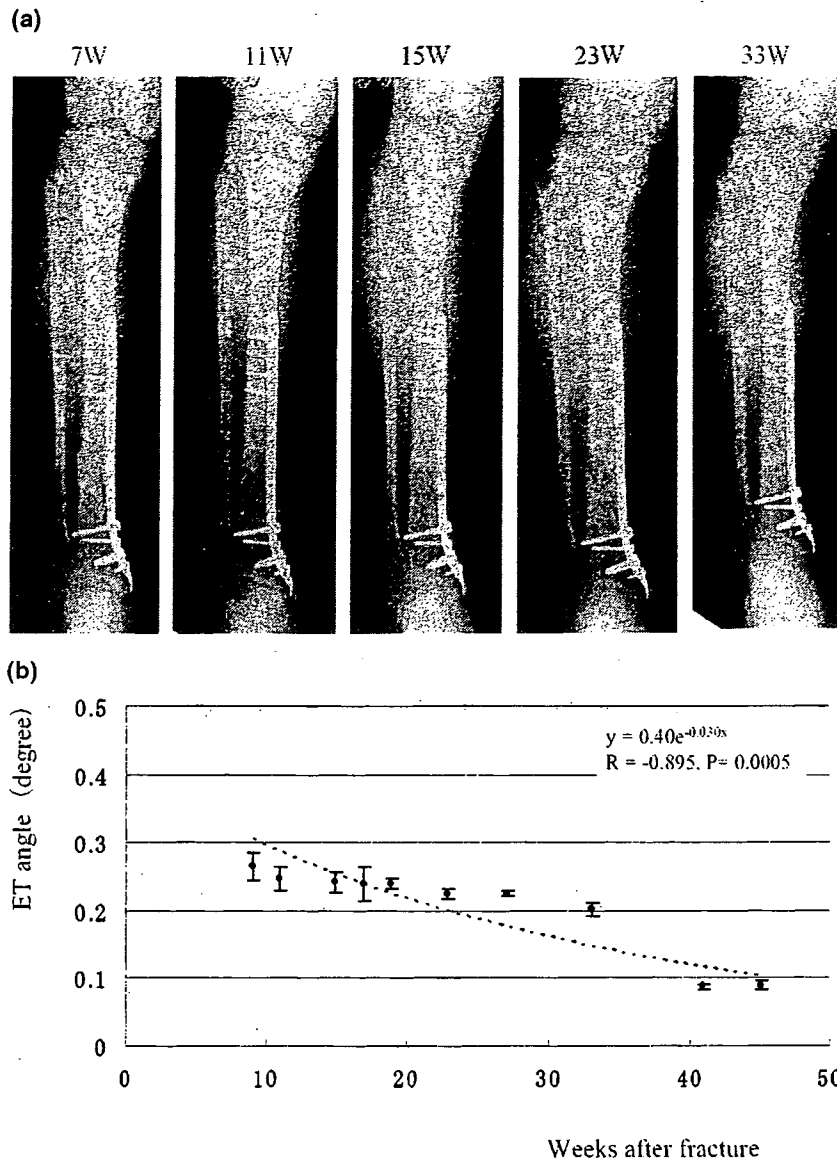 (a)
7W 11W 15W 23W 33W
(b)
ET angle (degree)
0.5
0.4
0.3
0.2
0.1
0
y = 0.40e^-0.030x
R = -0.895, P= 0.0005
0 10 20 30 40 50
Weeks after fracture